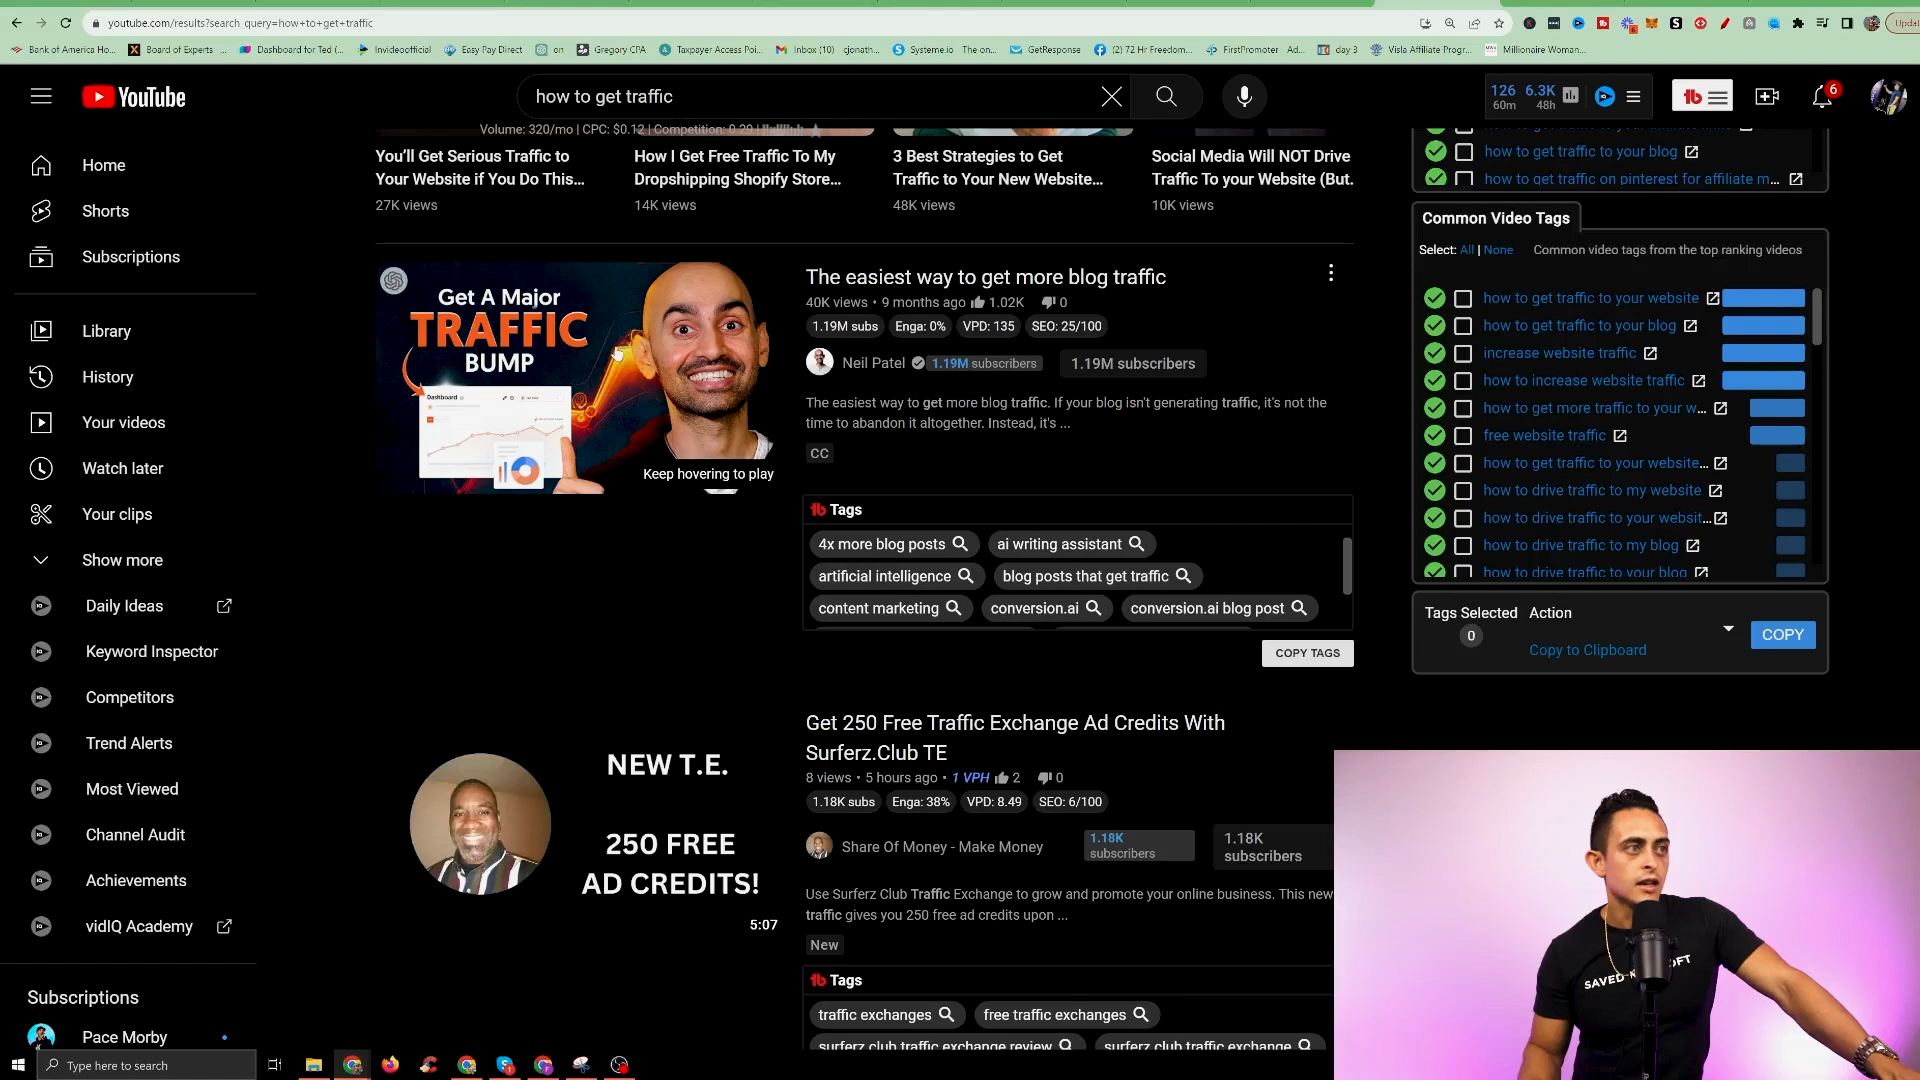 youtube.com/results?search_query=how+to+get+traffic
Bank of America Ho...
Board of Experts ...
Dashboard for Ted (...
Invideoofficial
Easy Pay Direct
on
Gregory CPA
Taxpayer Access Poi...
Inbox (10) cjonath...
Systeme.io The on...
GetResponse
(2) 72 Hr Freedom...
FirstPromoter Ad...
day 3
Visla Affiliate Progr...
Millionaire Woman...
YouTube
how to get traffic
126 6.3K
60m 48h
6
Volume: 320/mo | CPC: $0.12 | Competition: 0.29
You'll Get Serious Traffic to
Your Website if You Do This...
27K views
How I Get Free Traffic To My
Dropshipping Shopify Store...
14K views
3 Best Strategies to Get
Traffic to Your New Website...
48K views
Social Media Will NOT Drive
Traffic To your Website (But.
10K views
Home
Shorts
Subscriptions
Library
History
Your videos
Watch later
Your clips
Show more
Daily Ideas
Keyword Inspector
Competitors
Trend Alerts
Most Viewed
Channel Audit
Achievements
vidIQ Academy
Subscriptions
Pace Morby
Get A Major
TRAFFIC
BUMP
Dashboard
Keep hovering to play
The easiest way to get more blog traffic
40K views • 9 months ago 1.02K 0
1.19M subs Enga: 0% VPD: 135 SEO: 25/100
Neil Patel 1.19M subscribers 1.19M subscribers
The easiest way to get more blog traffic. If your blog isn't generating traffic, it's not the
time to abandon it altogether. Instead, it's ...
CC
tb Tags
4x more blog posts ai writing assistant
artificial intelligence blog posts that get traffic
content marketing conversion.ai conversion.ai blog post
COPY TAGS
NEW T.E.
250 FREE
AD CREDITS!
5:07
Get 250 Free Traffic Exchange Ad Credits With
Surferz.Club TE
8 views • 5 hours ago • 1 VPH 2 0
1.18K subs Enga: 38% VPD: 8.49 SEO: 6/100
Share Of Money - Make Money
1.18K
subscribers
1.18K
subscribers
Use Surferz Club Traffic Exchange to grow and promote your online business. This new
traffic gives you 250 free ad credits upon ...
New
tb Tags
traffic exchanges free traffic exchanges
surferz club traffic exchange review surferz club traffic exchange
how to get traffic to your affiliate links
how to get traffic to your blog
how to get traffic on pinterest for affiliate m...
Common Video Tags
Select: All | None Common video tags from the top ranking videos
how to get traffic to your website
how to get traffic to your blog
increase website traffic
how to increase website traffic
how to get more traffic to your w...
free website traffic
how to get traffic to your website...
how to drive traffic to my website
how to drive traffic to your websit...
how to drive traffic to my blog
how to drive traffic to your blog
Tags Selected Action
0
Copy to Clipboard
COPY
Type here to search